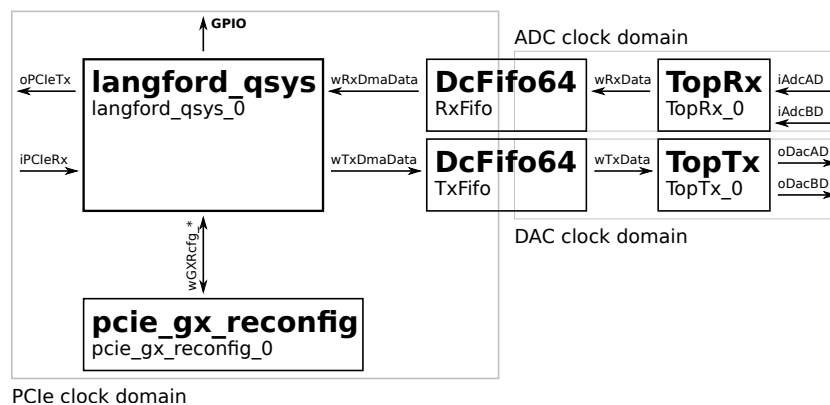 GPIO
ADC clock domain
oPCIeTx
langford_qsys
langford_qsys_0
wRxDmaData
DcFifo64
RxFifo
wRxData
TopRx
TopRx_0
iAdcAD
iAdcBD
iPCIeRx
wTxDmaData
DcFifo64
TxFifo
wTxData
TopTx
TopTx_0
oDacAD
oDacBD
DAC clock domain
wGXRcfg_*
pcie_gx_reconfig
pcie_gx_reconfig_0
PCIe clock domain